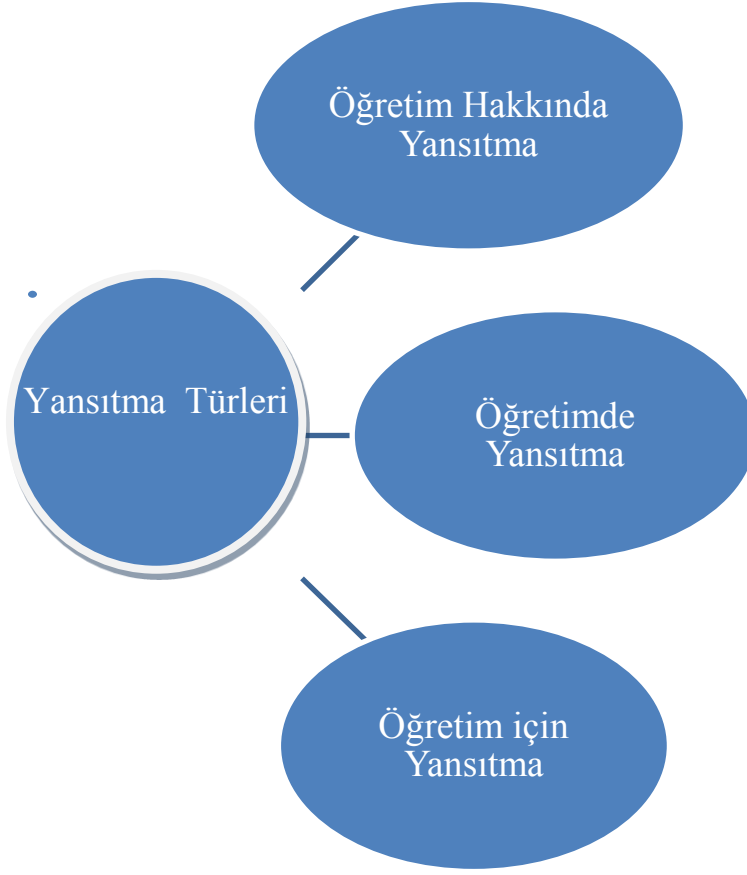 Öğretim Hakkında
Yansıtma
Yansıtma Türleri
Öğretimde
Yansıtma
Öğretim için
Yansıtma